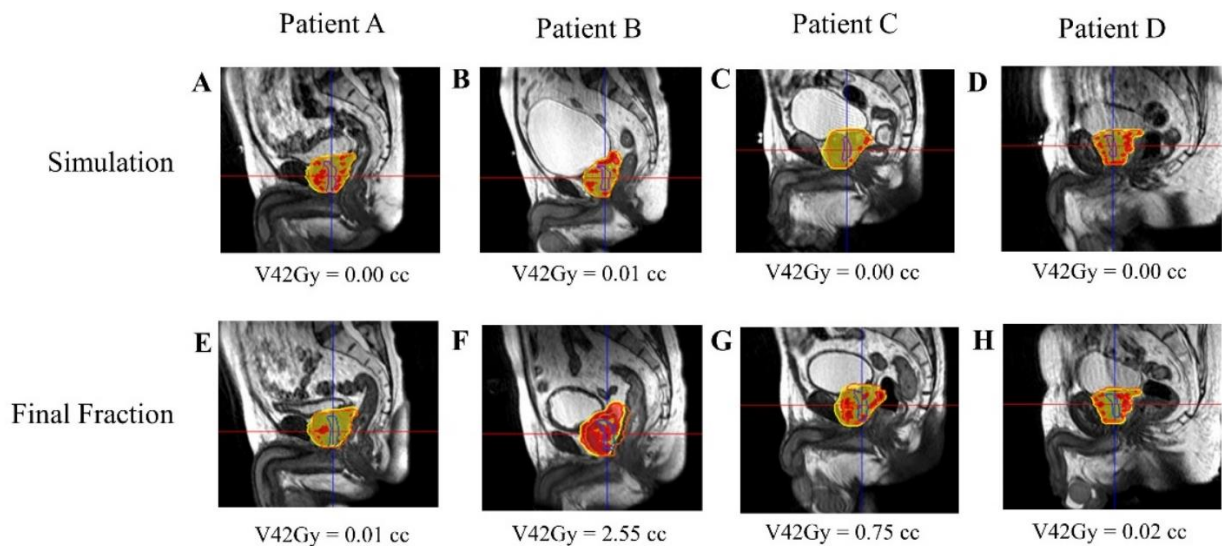 Patient A
Patient B
Patient C
Patient D
Simulation
A
B
C
D
V42Gy = 0.00 cc
V42Gy = 0.01 cc
V42Gy = 0.00 cc
V42Gy = 0.00 cc
Final Fraction
E
F
G
H
V42Gy = 0.01 cc
V42Gy = 2.55 cc
V42Gy = 0.75 cc
V42Gy = 0.02 cc